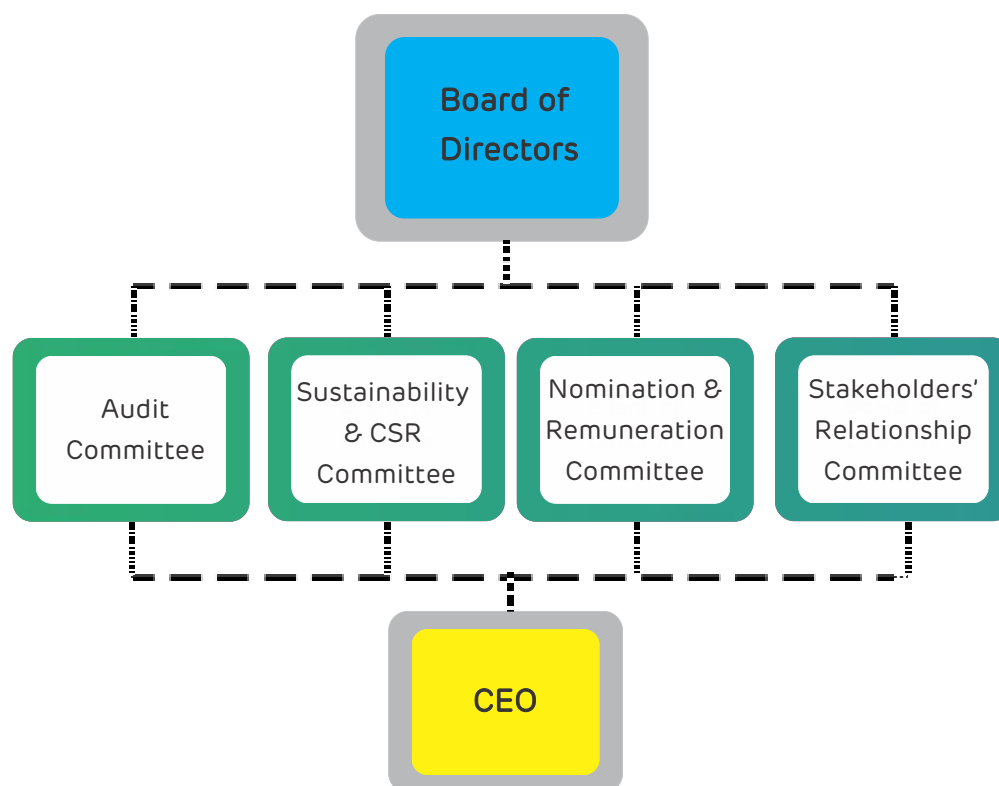 Board of
Directors
Audit
Committee
Sustainability
& CSR
Committee
Nomination &
Remuneration
Committee
Stakeholders’
Relationship
Committee
CEO